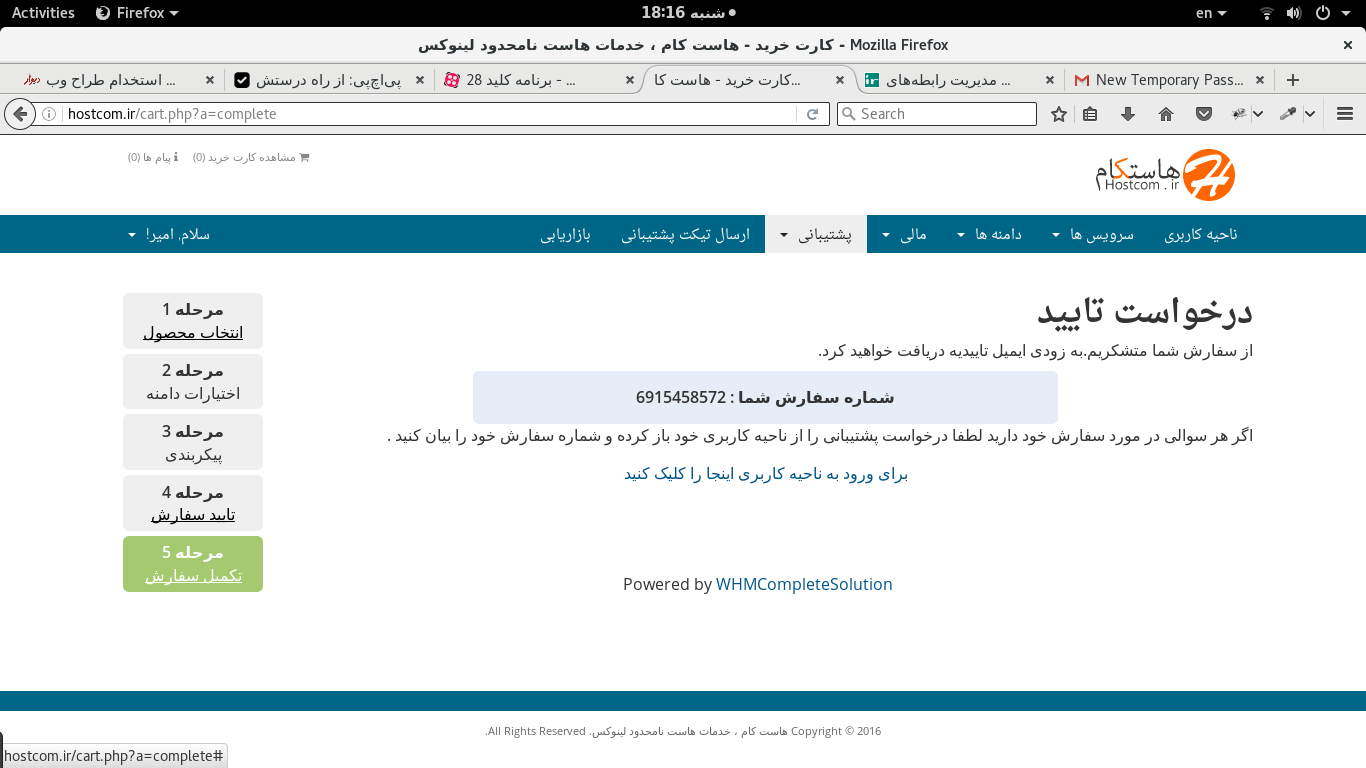 Activities Firefox شنبه 18:16 ● en
کارت خرید - هاست کام ، خدمات هاست نامحدود لینوکس - Mozilla Firefox
استخدام طراح وب ...
پی‌اچ‌پی: از راه درستش
برنامه کلید 28 - ...
کارت خرید - هاست کا...
مدیریت رابطه‌های ...
New Temporary Pass...
hostcom.ir/cart.php?a=complete
Search
هاستکام
Hostcom . ir
مشاهده کارت خرید (0) پیام ها (0)
ناحیه کاربری سرویس ها دامنه ها مالی پشتیبانی ارسال تیکت پشتیبانی بازاریابی سلام, امیر!
درخواست تایید
از سفارش شما متشکریم.به زودی ایمیل تاییدیه دریافت خواهید کرد.
شماره سفارش شما : 6915458572
اگر هر سوالی در مورد سفارش خود دارید لطفا درخواست پشتیبانی را از ناحیه کاربری خود باز کرده و شماره سفارش خود را بیان کنید .
برای ورود به ناحیه کاربری اینجا را کلیک کنید
مرحله 1
انتخاب محصول
مرحله 2
اختیارات دامنه
مرحله 3
پیکربندی
مرحله 4
تایید سفارش
مرحله 5
تکمیل سفارش
Powered by WHMCompleteSolution
Copyright © 2016 هاست کام ، خدمات هاست نامحدود لینوکس. All Rights Reserved.
hostcom.ir/cart.php?a=complete#